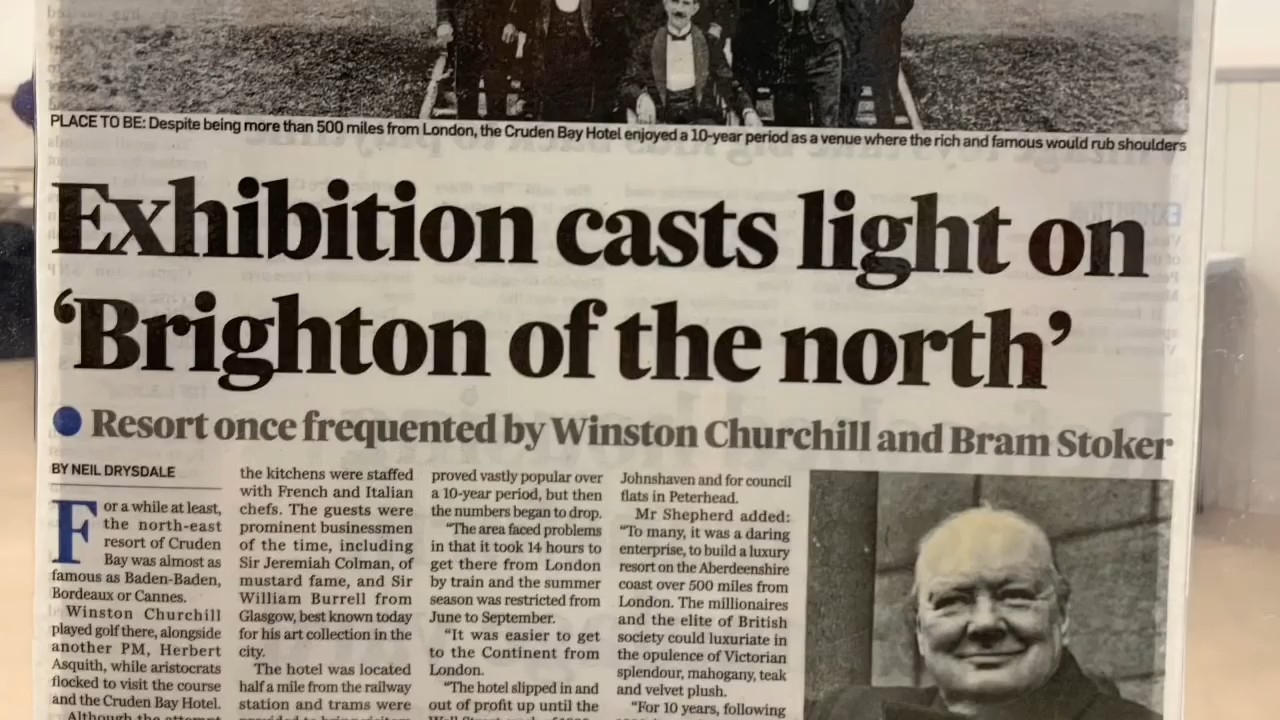 PLACE TO BE: Despite being more than 500 miles from London, the Cruden Bay Hotel enjoyed a 10-year period as a venue where the rich and famous would rub shoulders
Exhibition casts light on
‘Brighton of the north’
● Resort once frequented by Winston Churchill and Bram Stoker
BY NEIL DRYSDALE
For a while at least,
the north-east
resort of Cruden
Bay was almost as
famous as Baden-Baden,
Bordeaux or Cannes.
Winston Churchill
played golf there, alongside
another PM, Herbert
Asquith, while aristocrats
flocked to visit the course
and the Cruden Bay Hotel.
Although the attempt
the kitchens were staffed
with French and Italian
chefs. The guests were
prominent businessmen
of the time, including
Sir Jeremiah Colman, of
mustard fame, and Sir
William Burrell from
Glasgow, best known today
for his art collection in the
city.
The hotel was located
half a mile from the railway
station and trams were
proved vastly popular over
a 10-year period, but then
the numbers began to drop.
“The area faced problems
in that it took 14 hours to
get there from London
by train and the summer
season was restricted from
June to September.
“It was easier to get
to the Continent from
London.
“The hotel slipped in and
out of profit up until the
Johnshaven and for council
flats in Peterhead.
Mr Shepherd added:
“To many, it was a daring
enterprise, to build a luxury
resort on the Aberdeenshire
coast over 500 miles from
London. The millionaires
and the elite of British
society could luxuriate in
the opulence of Victorian
splendour, mahogany, teak
and velvet plush.
“For 10 years, following